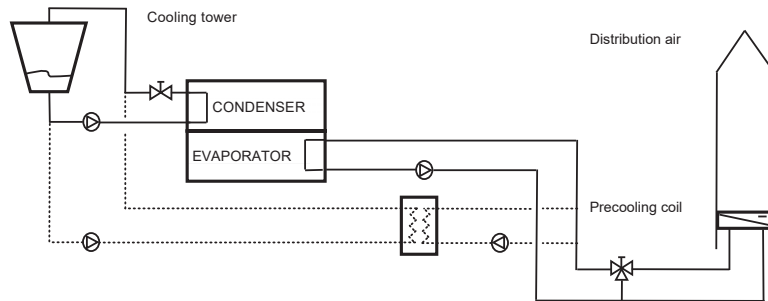 Cooling tower
Distribution air
CONDENSER
EVAPORATOR
Precooling coil